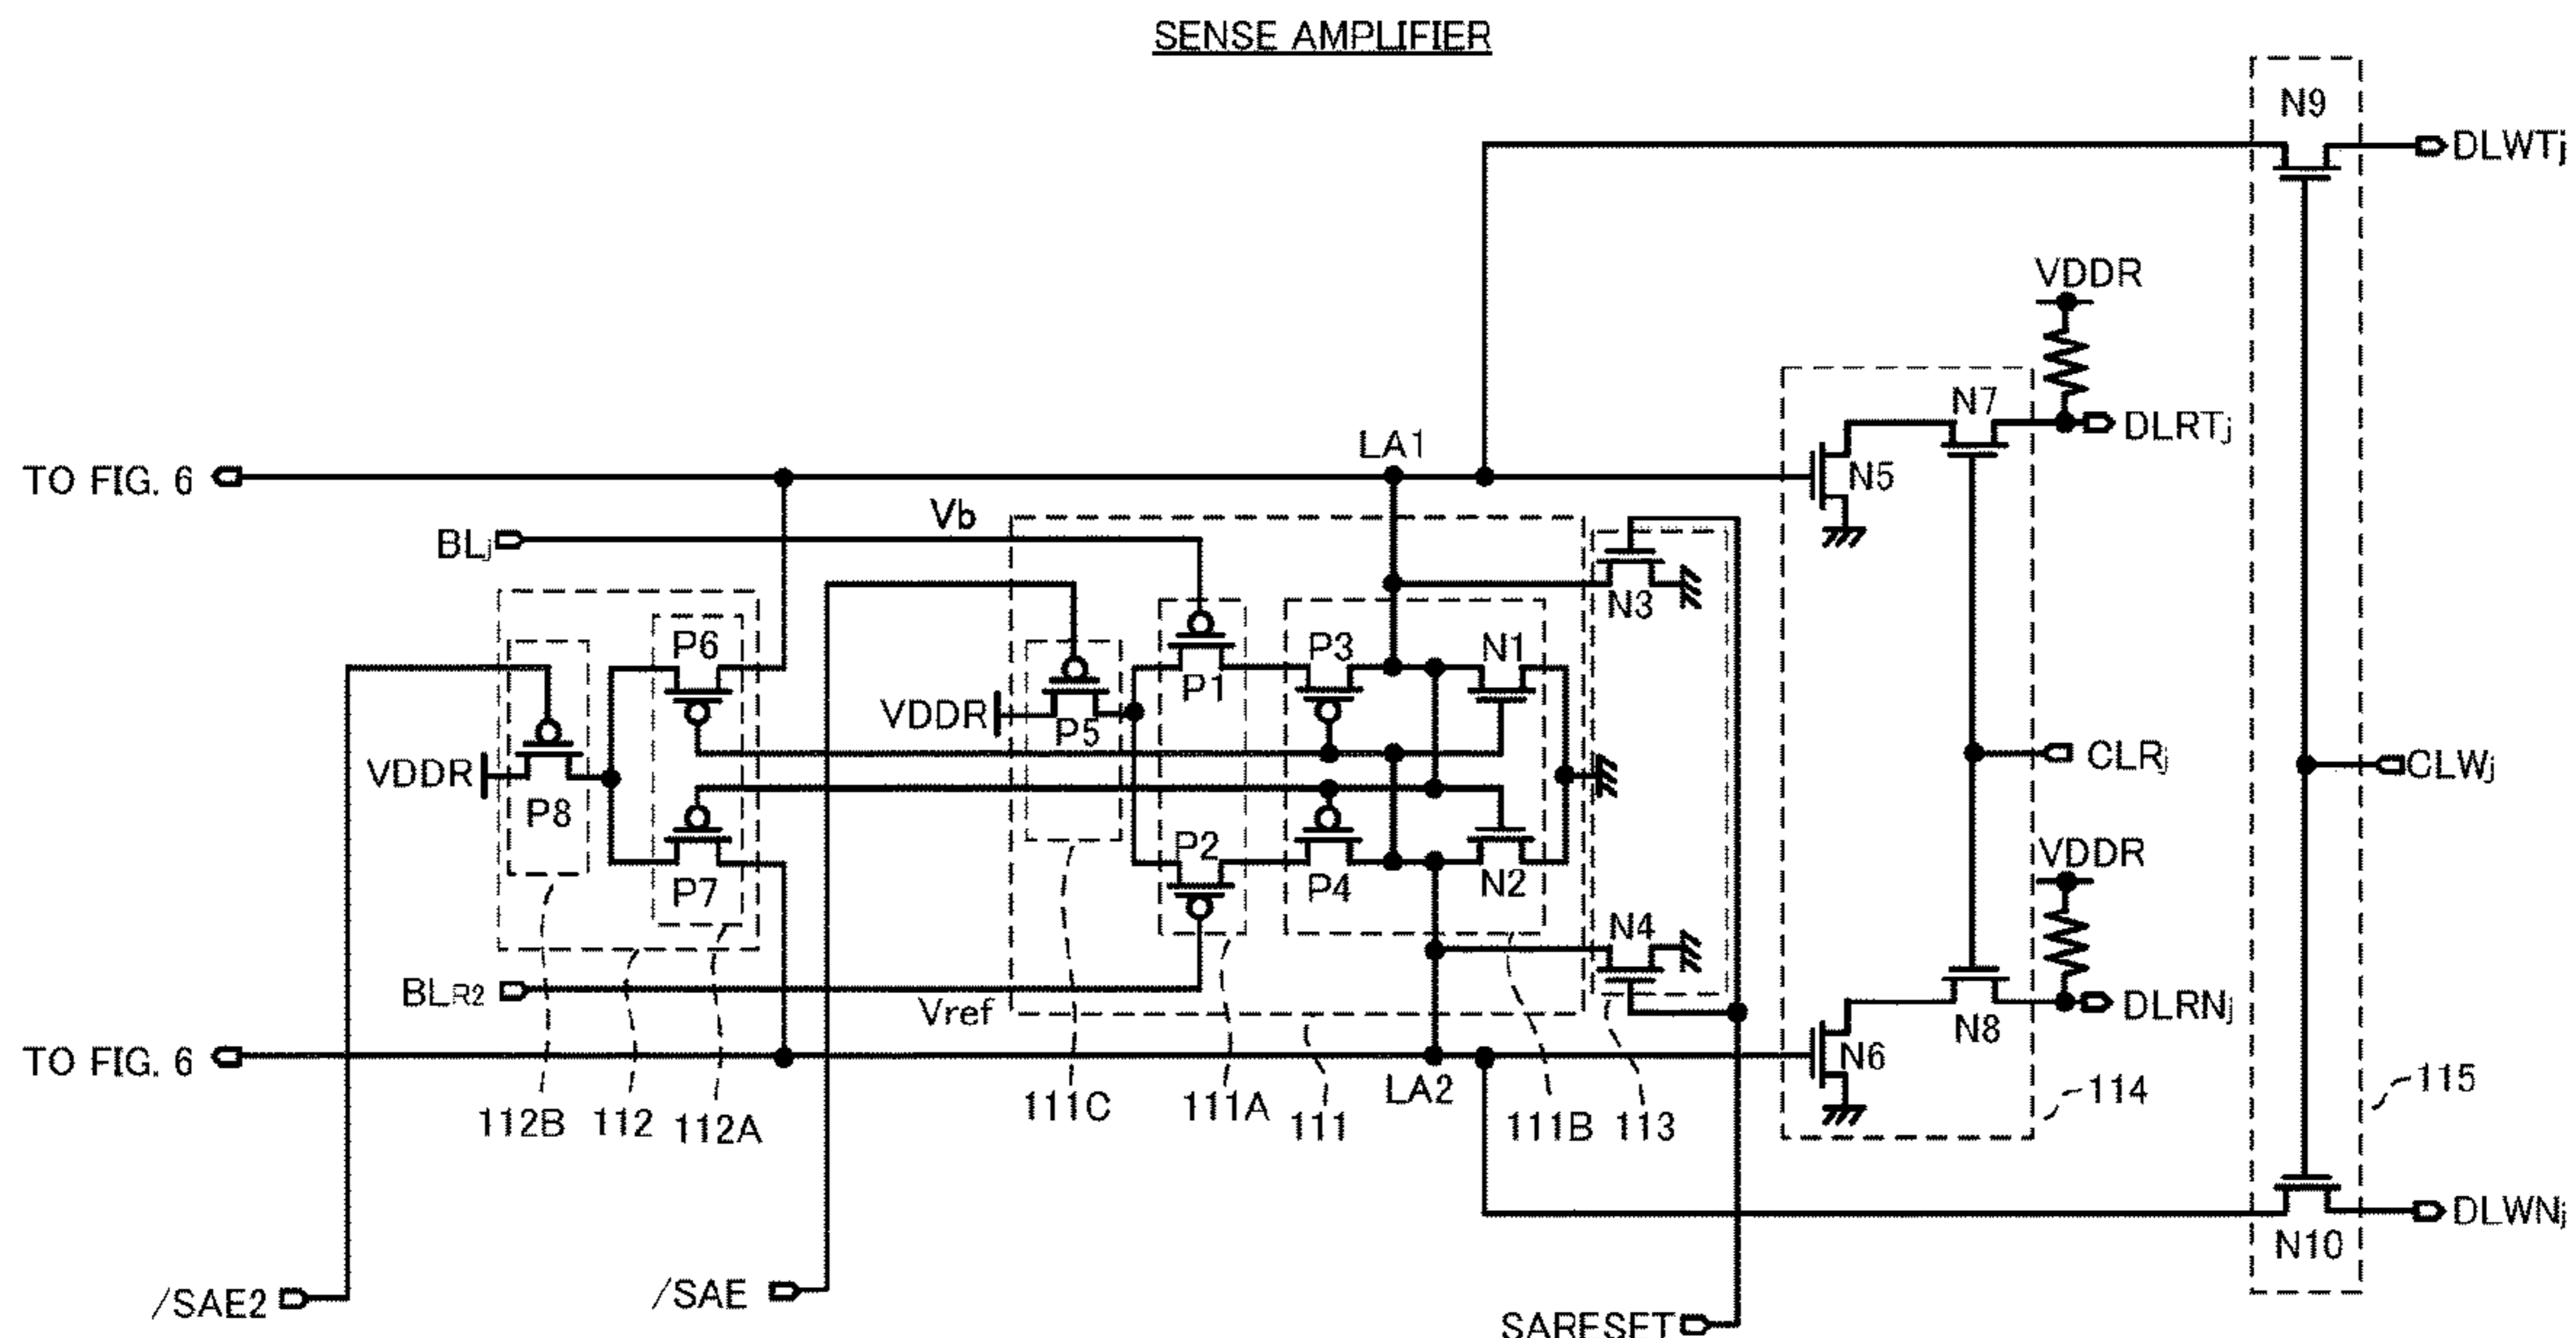 SENSE AMPLIFIER
N9
DLWTj
VDDR
N7
DLRTj
LA1
TO FIG. 6
N5
Vb
BLj
N3
P6
P3
N1
P1
VDDR
P5
VDDR
CLRj
CLWj
P8
P2
VDDR
P7
P4
N2
N4
BLR2
Vref
N8
DLRNj
TO FIG. 6
N6
LA2
112B
112
112A
111C
111A
111
111B
113
114
115
DLWNj
N10
/SAE2
/SAE
SARESET